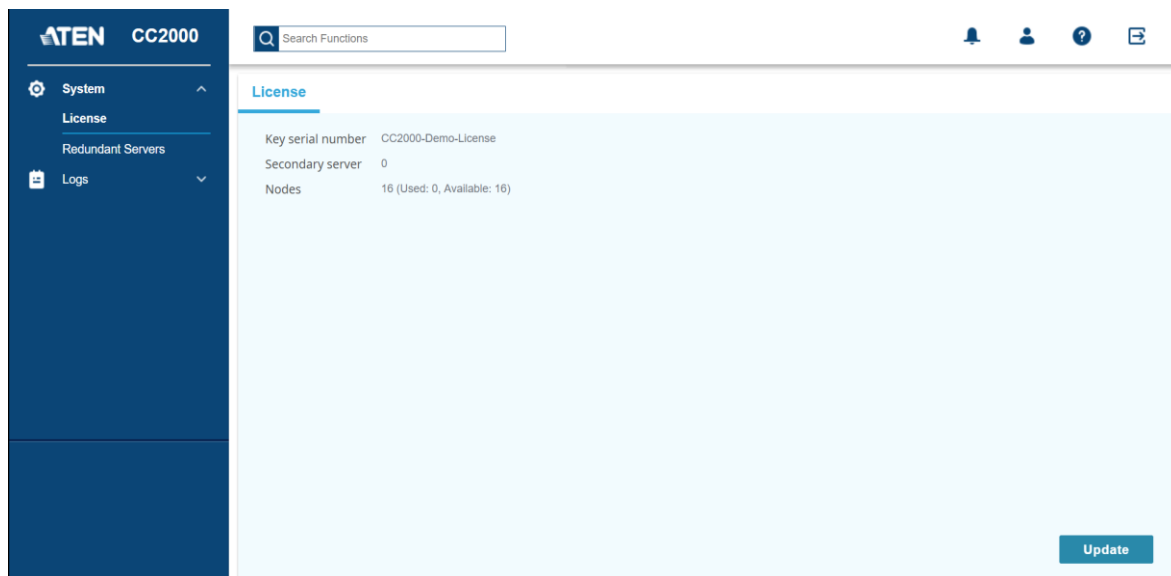 ATEN CC2000
Search Functions
System
License
Redundant Servers
Logs
License
Key serial number CC2000-Demo-License
Secondary server 0
Nodes 16 (Used: 0, Available: 16)
Update